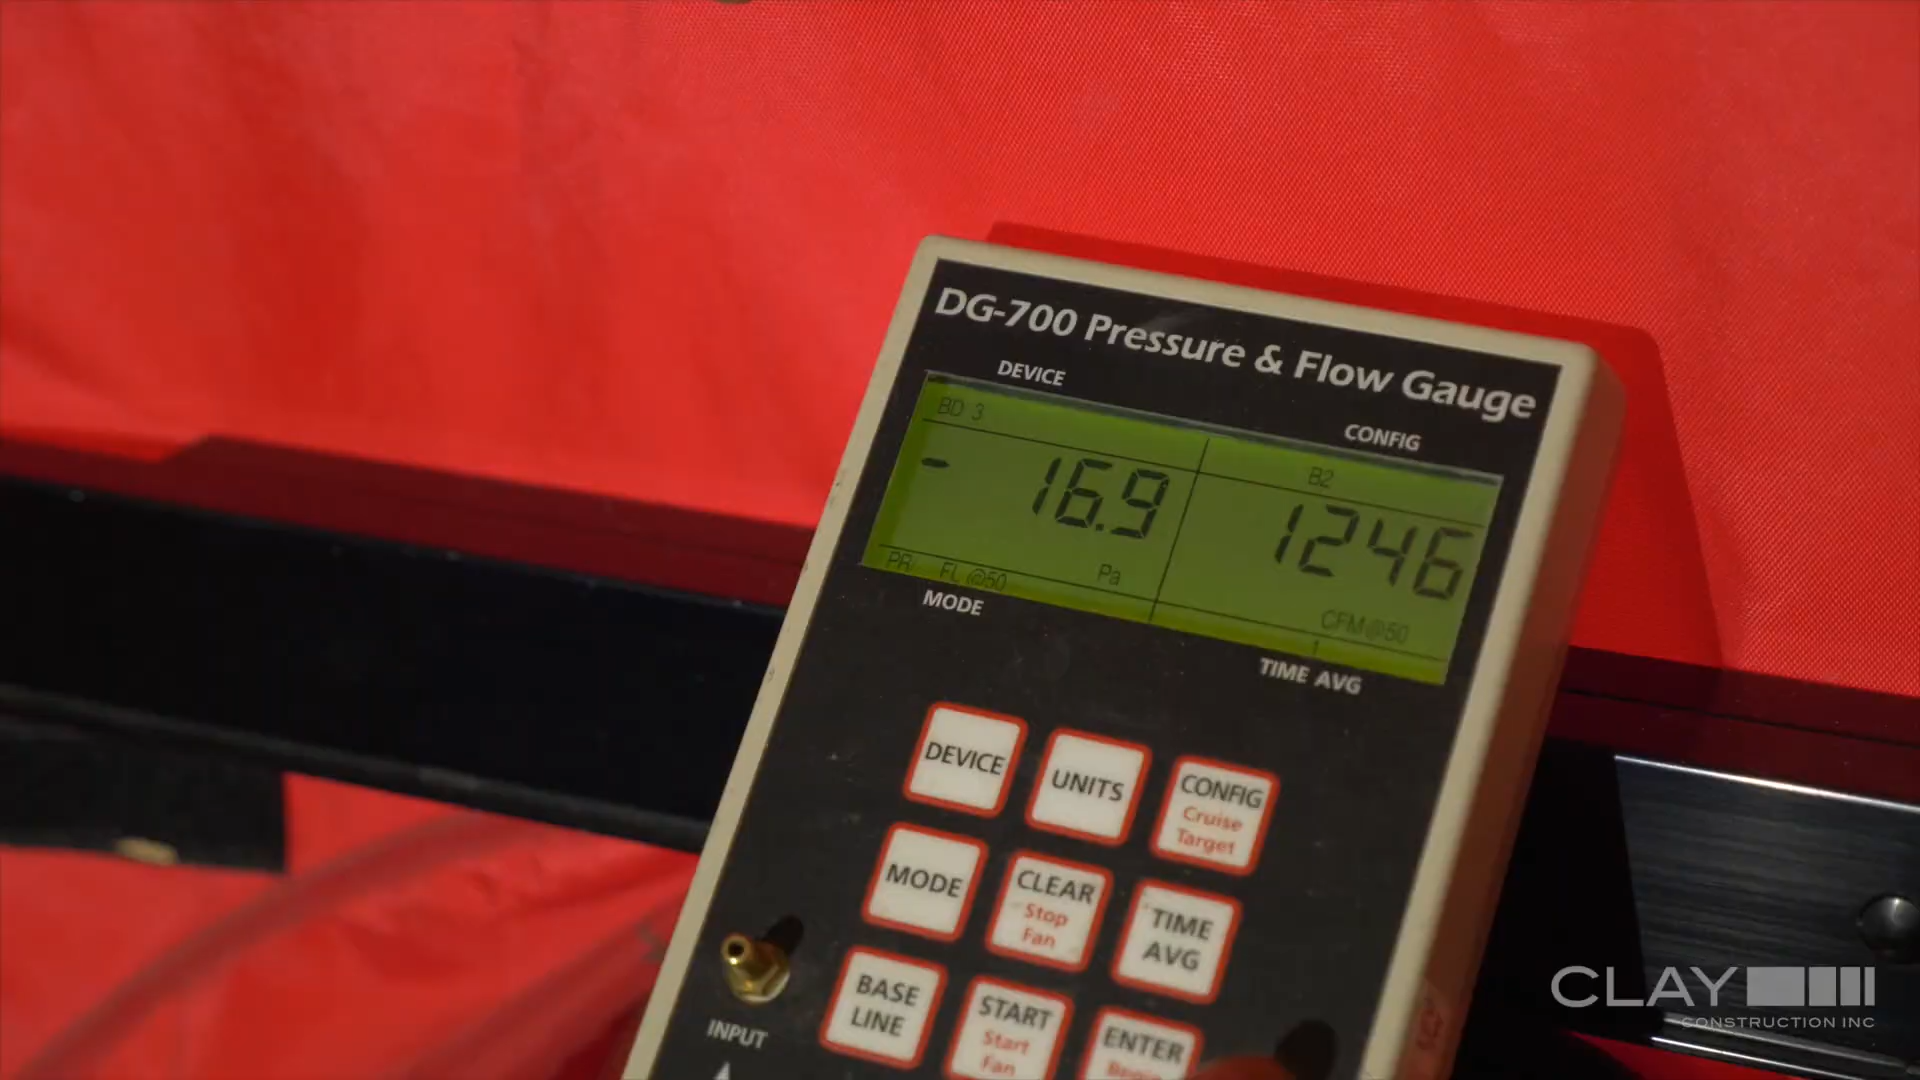 DG-700 Pressure & Flow Gauge
DEVICE
CONFIG
BD 3
B2
- 16.9
1246
PR/ FL @50
Pa
CFM@50
1
MODE
TIME AVG
DEVICE
UNITS
CONFIG
Cruise
Target
MODE
CLEAR
Stop
Fan
TIME
AVG
BASE
LINE
START
Start
Fan
ENTER
INPUT
CLAY
CONSTRUCTION INC